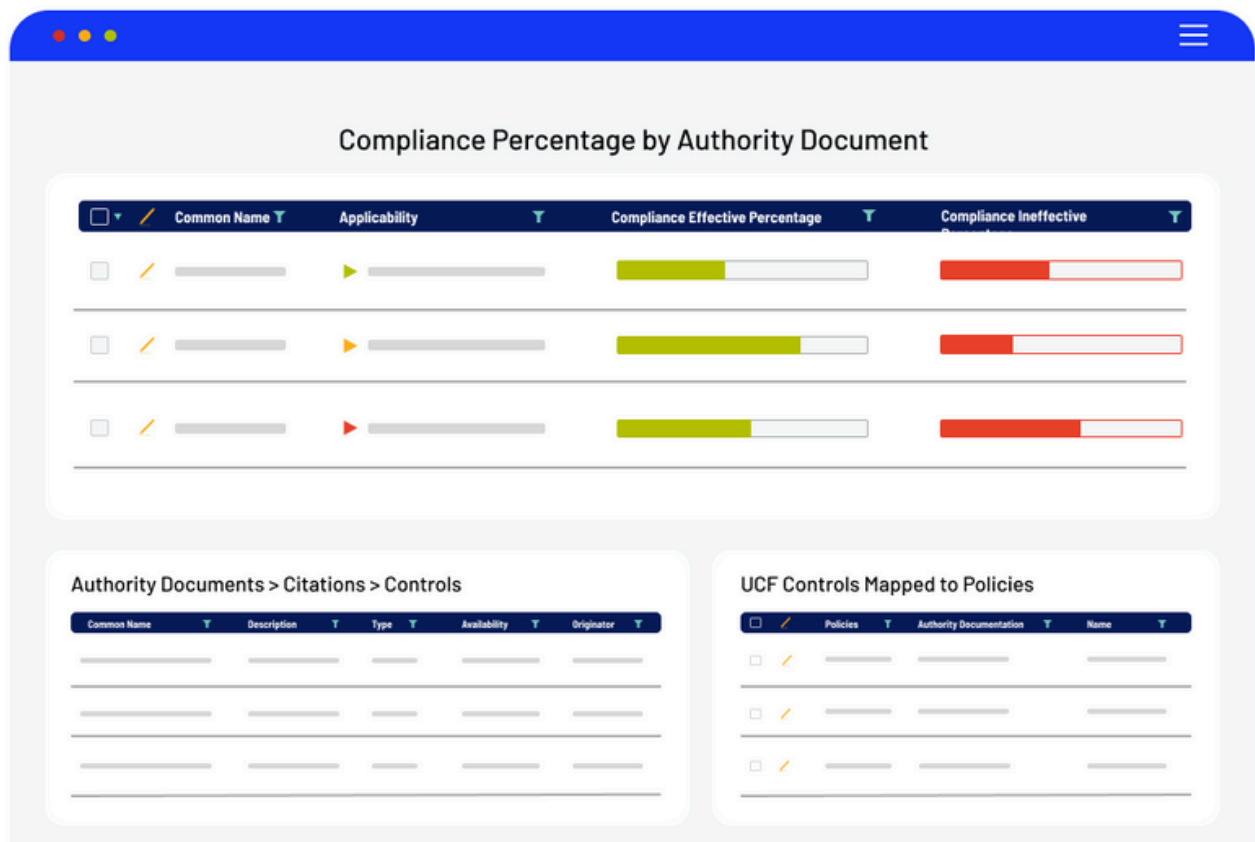 Compliance Percentage by Authority Document
Common Name Applicability Compliance Effective Percentage Compliance Ineffective
Authority Documents > Citations > Controls
Common Name Description Type Availability Originator
UCF Controls Mapped to Policies
Policies Authority Documentation Name